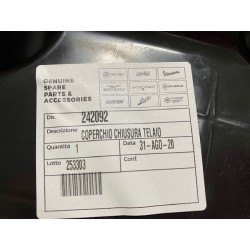 GENUINE
SPARE
PARTS &
ACCESSORIES
Dis. 242092
Descrizione COPERCHIO CHIUSURA TELAIO
Quantità 1 Data 31-AGO-20
Lotto 253303 Conf.